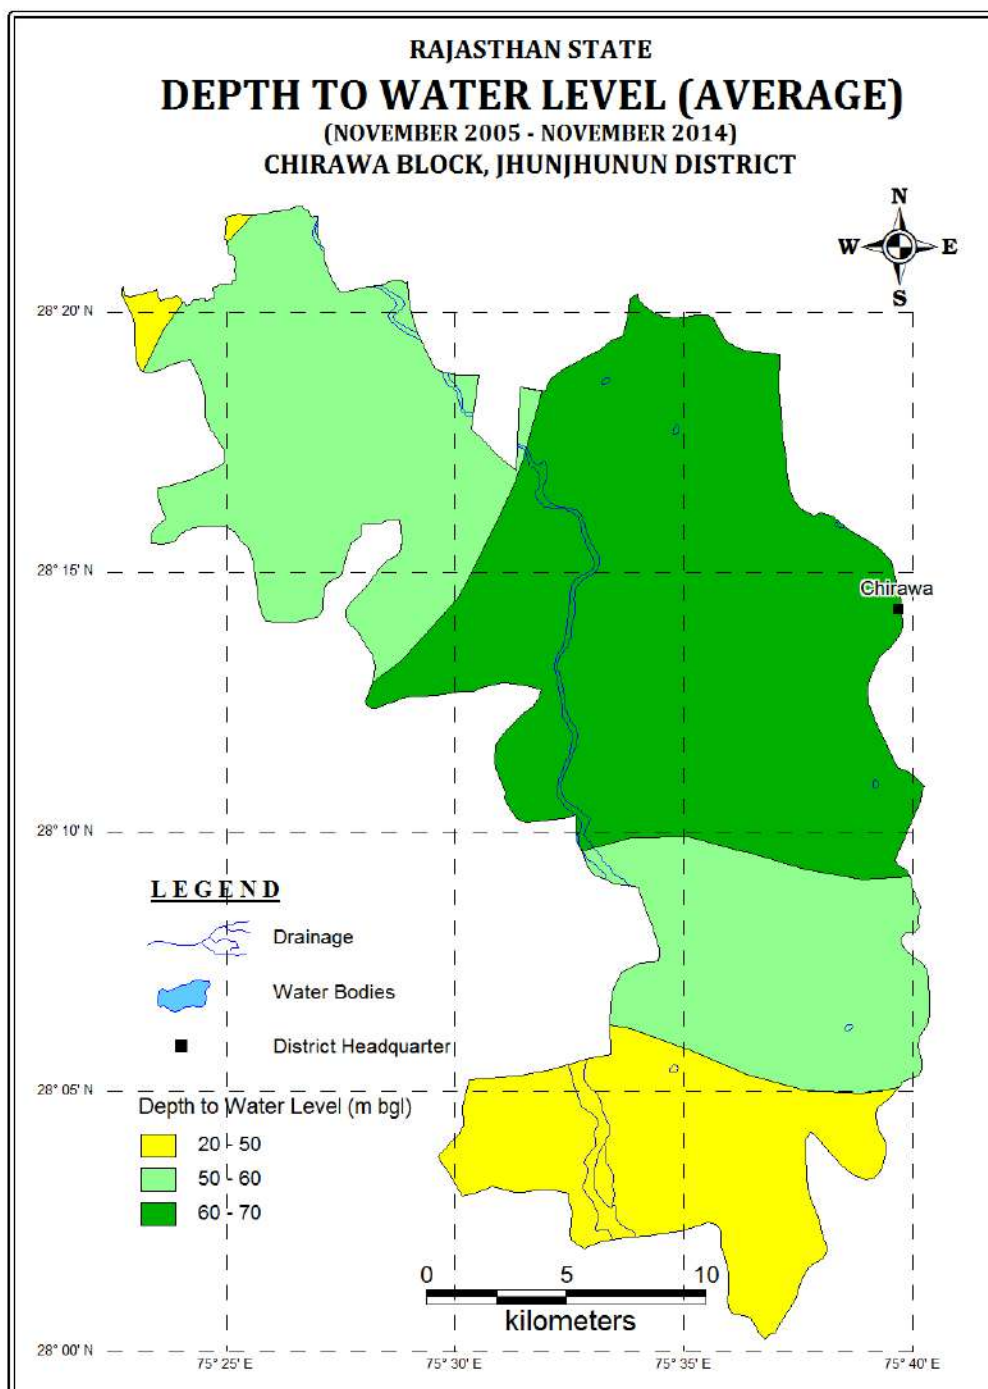 RAJASTHAN STATE
DEPTH TO WATER LEVEL (AVERAGE)
(NOVEMBER 2005 - NOVEMBER 2014)
CHIRAWA BLOCK, JHUNJHUNUN DISTRICT
N
W E
S
28° 20' N
28° 15' N
Chirawa
28° 10' N
LEGEND
Drainage
Water Bodies
District Headquarter
28° 05' N
Depth to Water Level (m bgl)
20 - 50
50 - 60
60 - 70
0 5 10
kilometers
28° 00' N
75° 25' E 75° 30' E 75° 35' E 75° 40' E